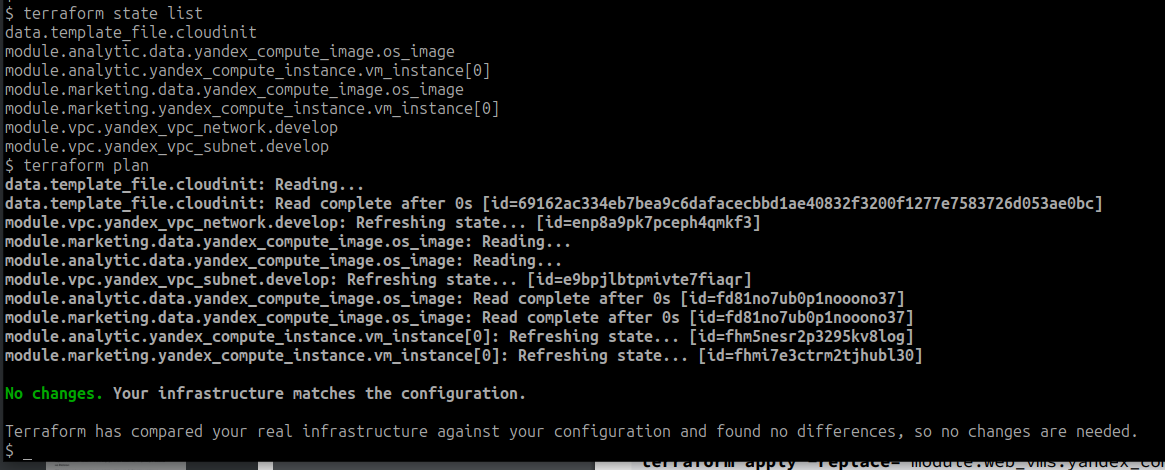 $ terraform state list
data.template_file.cloudinit
module.analytic.data.yandex_compute_image.os_image
module.analytic.yandex_compute_instance.vm_instance[0]
module.marketing.data.yandex_compute_image.os_image
module.marketing.yandex_compute_instance.vm_instance[0]
module.vpc.yandex_vpc_network.develop
module.vpc.yandex_vpc_subnet.develop
$ terraform plan
data.template_file.cloudinit: Reading...
data.template_file.cloudinit: Read complete after 0s [id=69162ac334eb7bea9c6dafacecbbd1ae40832f3200f1277e7583726d053ae0bc]
module.vpc.yandex_vpc_network.develop: Refreshing state... [id=enp8a9pk7pceph4qmkf3]
module.marketing.data.yandex_compute_image.os_image: Reading...
module.analytic.data.yandex_compute_image.os_image: Reading...
module.vpc.yandex_vpc_subnet.develop: Refreshing state... [id=e9bpjlbtpmivte7fiaqr]
module.analytic.data.yandex_compute_image.os_image: Read complete after 0s [id=fd81no7ub0p1nooono37]
module.marketing.data.yandex_compute_image.os_image: Read complete after 0s [id=fd81no7ub0p1nooono37]
module.analytic.yandex_compute_instance.vm_instance[0]: Refreshing state... [id=fhm5nesr2p3295kv8log]
module.marketing.yandex_compute_instance.vm_instance[0]: Refreshing state... [id=fhmi7e3ctrm2tjhubl30]
No changes. Your infrastructure matches the configuration.
Terraform has compared your real infrastructure against your configuration and found no differences, so no changes are needed.
$ _
terraform apply -replace="module.web_vms.yandex_co